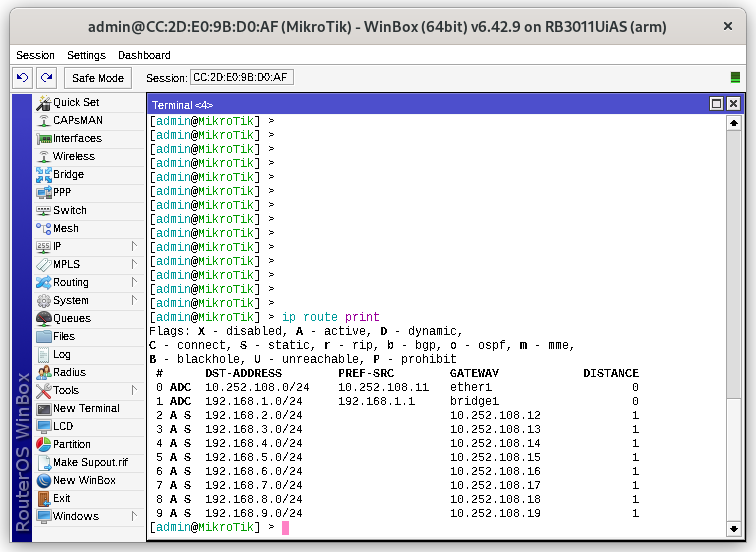 admin@CC:2D:E0:9B:D0:AF (MikroTik) - WinBox (64bit) v6.42.9 on RB3011UiAS (arm)
Session Settings Dashboard
Safe Mode Session: CC:2D:E0:9B:D0:AF
RouterOS WinBox
Quick Set
CAPsMAN
Interfaces
Wireless
Bridge
PPP
Switch
Mesh
IP
MPLS
Routing
System
Queues
Files
Log
Radius
Tools
New Terminal
LCD
Partition
Make Supout.rif
New WinBox
Exit
Windows
Terminal <4>
[admin@MikroTik] >
[admin@MikroTik] >
[admin@MikroTik] >
[admin@MikroTik] >
[admin@MikroTik] >
[admin@MikroTik] >
[admin@MikroTik] >
[admin@MikroTik] >
[admin@MikroTik] >
[admin@MikroTik] >
[admin@MikroTik] >
[admin@MikroTik] >
[admin@MikroTik] >
[admin@MikroTik] >
[admin@MikroTik] > ip route print
Flags: X - disabled, A - active, D - dynamic,
C - connect, S - static, r - rip, b - bgp, o - ospf, m - mme,
B - blackhole, U - unreachable, P - prohibit
# DST-ADDRESS PREF-SRC GATEWAY DISTANCE
0 ADC 10.252.108.0/24 10.252.108.11 ether1 0
1 ADC 192.168.1.0/24 192.168.1.1 bridge1 0
2 A S 192.168.2.0/24 10.252.108.12 1
3 A S 192.168.3.0/24 10.252.108.13 1
4 A S 192.168.4.0/24 10.252.108.14 1
5 A S 192.168.5.0/24 10.252.108.15 1
6 A S 192.168.6.0/24 10.252.108.16 1
7 A S 192.168.7.0/24 10.252.108.17 1
8 A S 192.168.8.0/24 10.252.108.18 1
9 A S 192.168.9.0/24 10.252.108.19 1
[admin@MikroTik] >